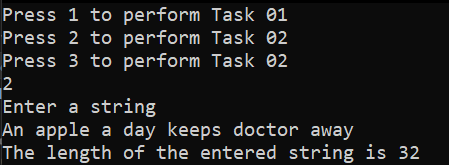 Press 1 to perform Task 01
Press 2 to perform Task 02
Press 3 to perform Task 02
2
Enter a string
An apple a day keeps doctor away
The length of the entered string is 32